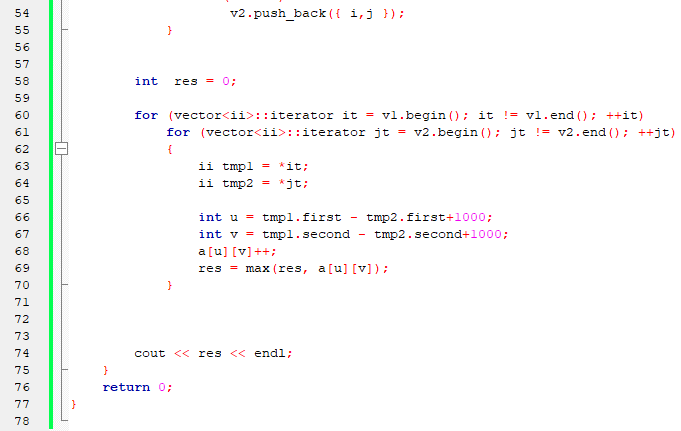 54 v2.push_back({ i,j });
55 }
56
57
58 int  res = 0;
59
60 for (vector<ii>::iterator it = v1.begin(); it != v1.end(); ++it)
61 for (vector<ii>::iterator jt = v2.begin(); jt != v2.end(); ++jt)
62 {
63 ii tmp1 = *it;
64 ii tmp2 = *jt;
65
66 int u = tmp1.first - tmp2.first+1000;
67 int v = tmp1.second - tmp2.second+1000;
68 a[u][v]++;
69 res = max(res, a[u][v]);
70 }
71
72
73
74 cout << res << endl;
75 }
76 return 0;
77 }
78